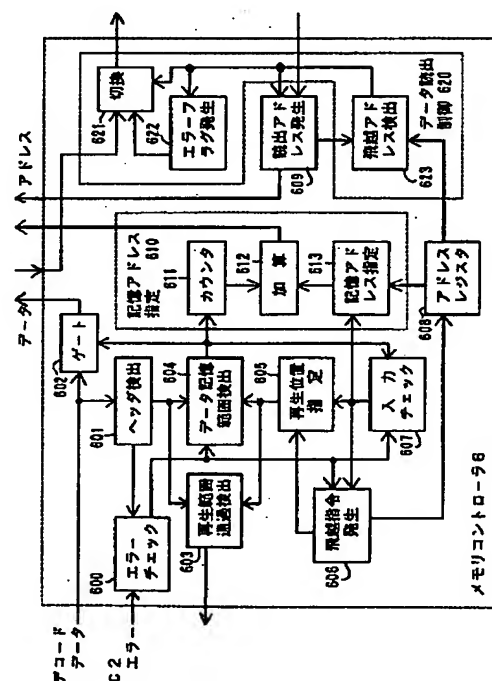 デコード
データ
C2
エラー
データ
アドレス
602
ゲート
601
ヘッダ検出
600
エラー
チェック
604
データ記憶
範囲検出
603
再生範囲
通過検出
605
再生位置
指定
606
飛越指令
発生
607
入力
チェック
608
アドレス
レジスタ
記憶アドレス
指定 610
611
カウンタ
612
加算
613
記憶アド
レス指定
621
切換
622
エラーフ
ラグ発生
609
読出アド
レス発生
623
飛越アド
レス検出
データ読出
制御 620
メモリコントローラ6